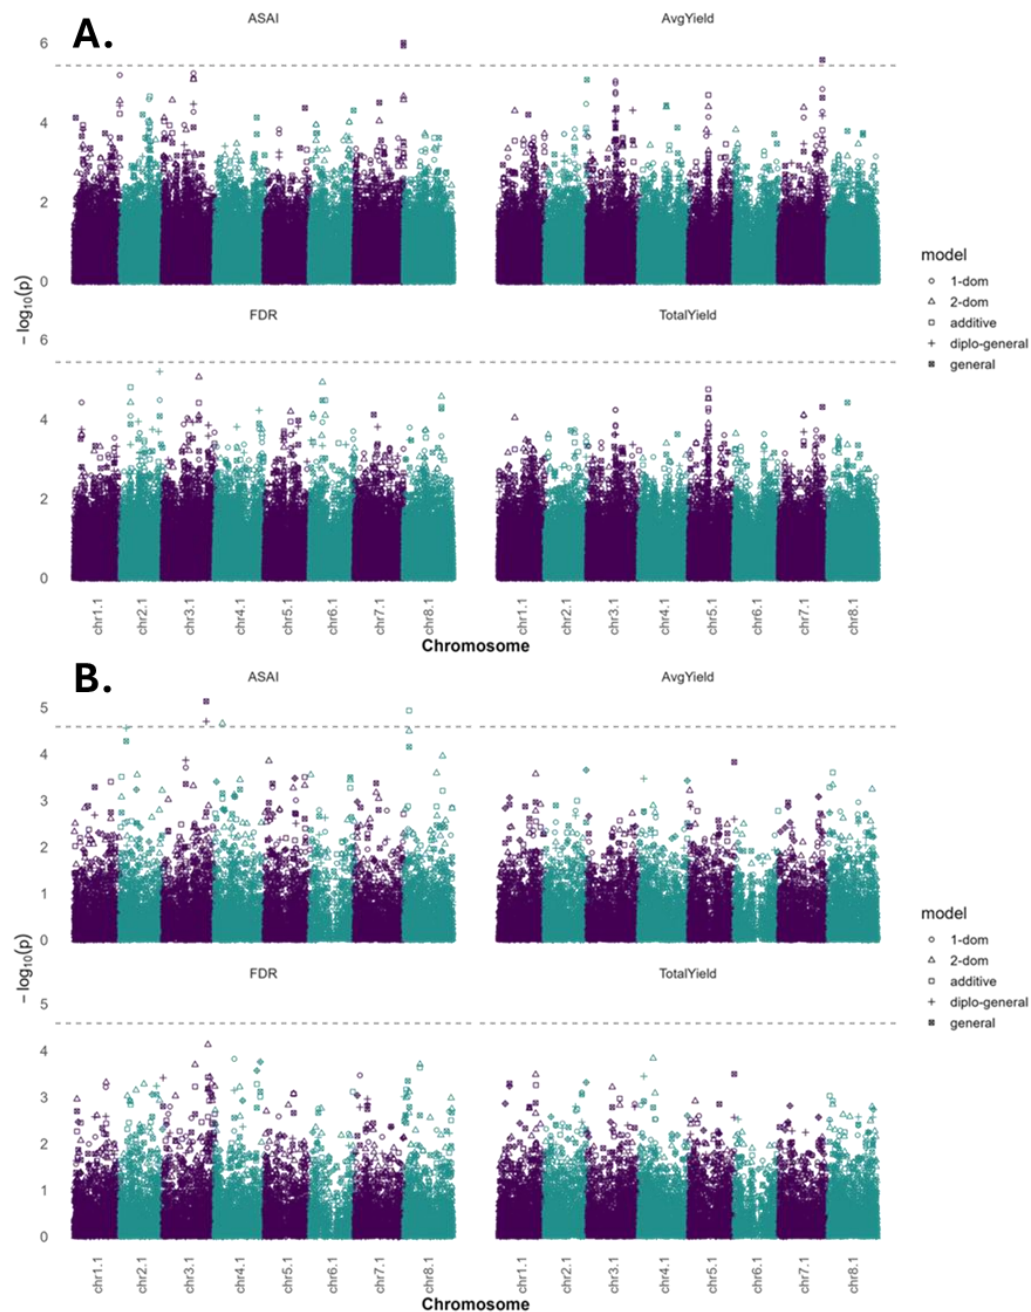 A.
ASAI
AvgYield
6
4
2
0
FDR
TotalYield
6
4
2
0
− log10(p)
chr1.1
chr2.1
chr3.1
chr4.1
chr5.1
chr6.1
chr7.1
chr8.1
chr1.1
chr2.1
chr3.1
chr4.1
chr5.1
chr6.1
chr7.1
chr8.1
Chromosome
model
1-dom
2-dom
additive
diplo-general
general
B.
ASAI
AvgYield
5
4
3
2
1
0
FDR
TotalYield
5
4
3
2
1
0
− log10(p)
chr1.1
chr2.1
chr3.1
chr4.1
chr5.1
chr6.1
chr7.1
chr8.1
chr1.1
chr2.1
chr3.1
chr4.1
chr5.1
chr6.1
chr7.1
chr8.1
Chromosome
model
1-dom
2-dom
additive
diplo-general
general